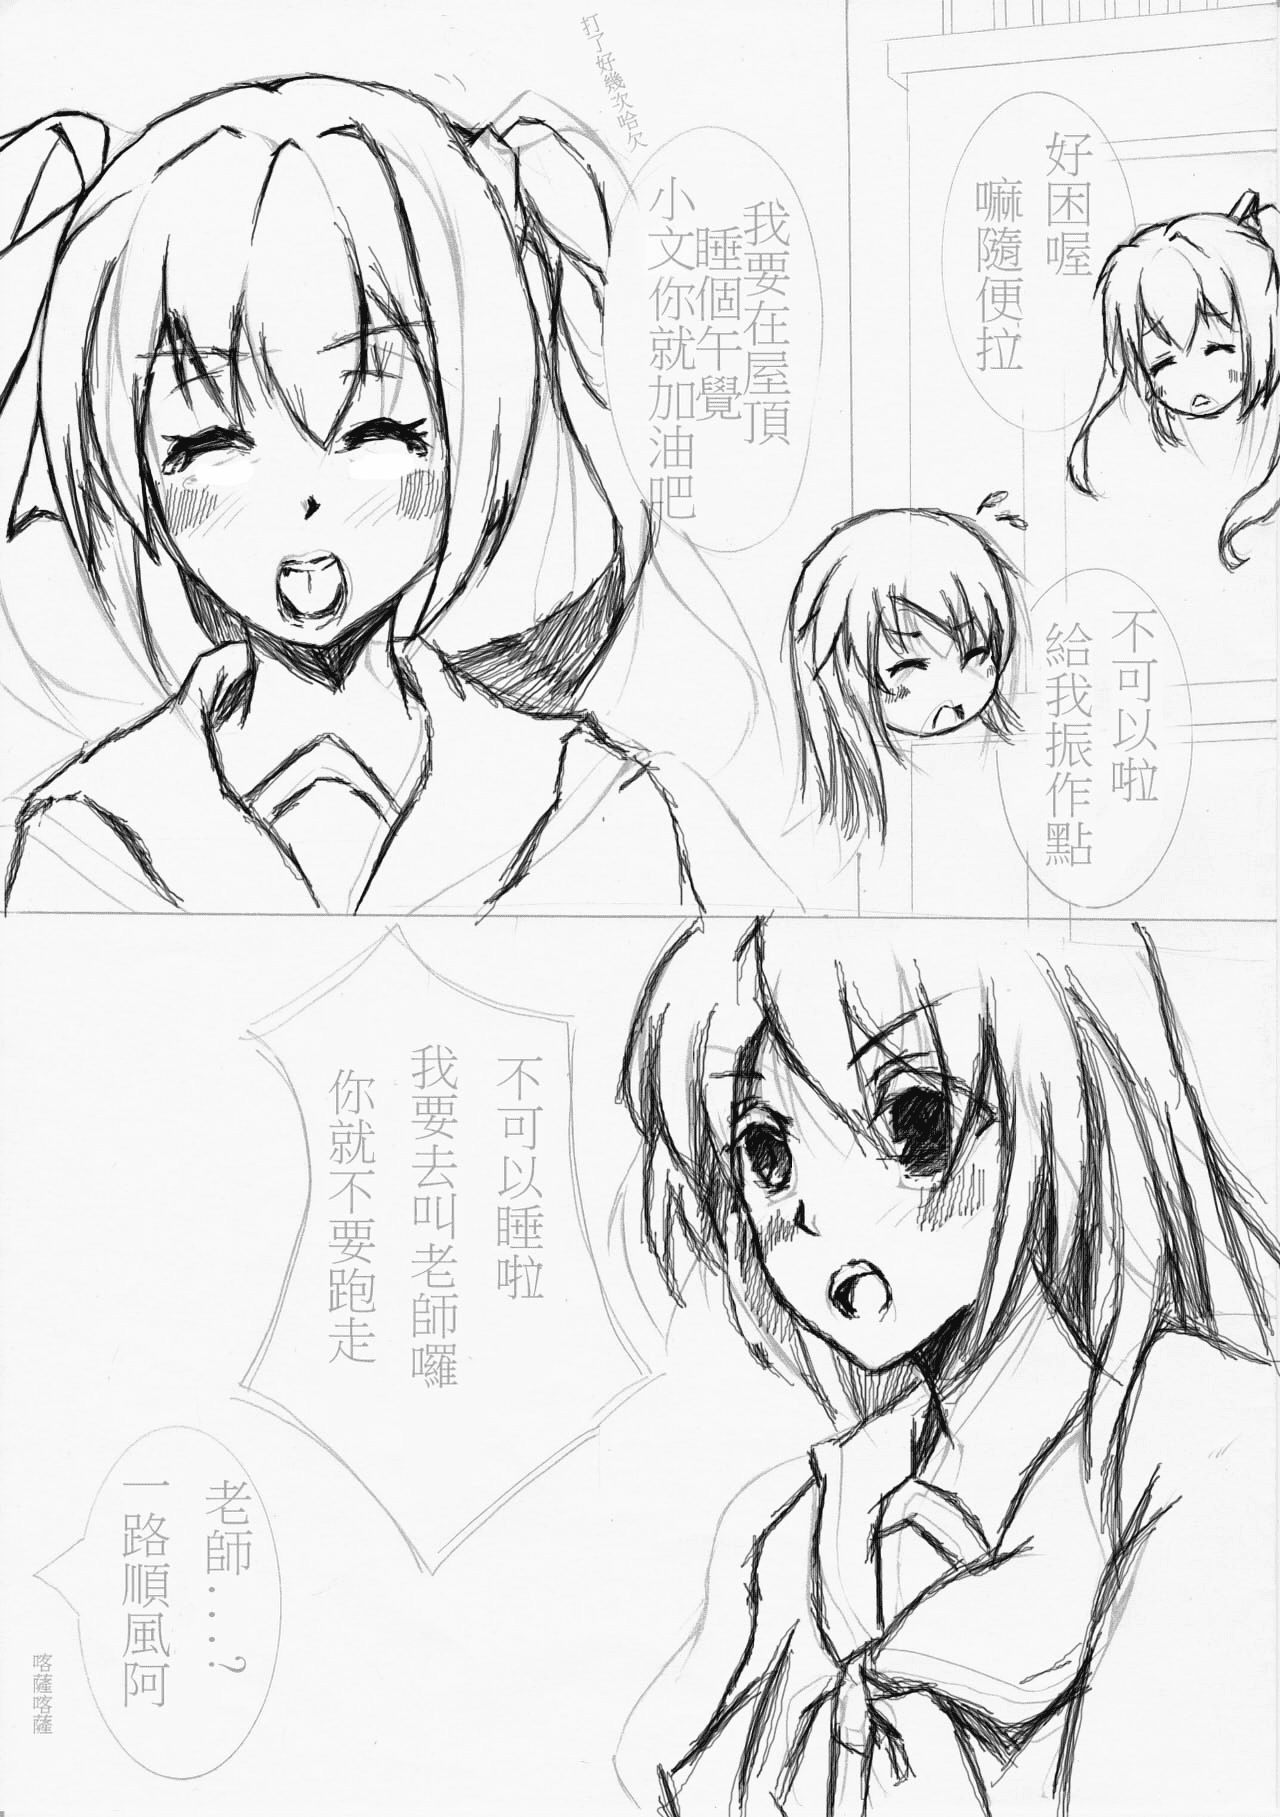 好困喔
嘛隨便拉
不可以啦
給我振作點
打了好幾次哈欠
我要在屋頂
睡個午覺
小文你就加油吧
不可以睡啦
我要去叫老師囉
你就不要跑走
老師....?
一路順風阿
喀薩喀薩